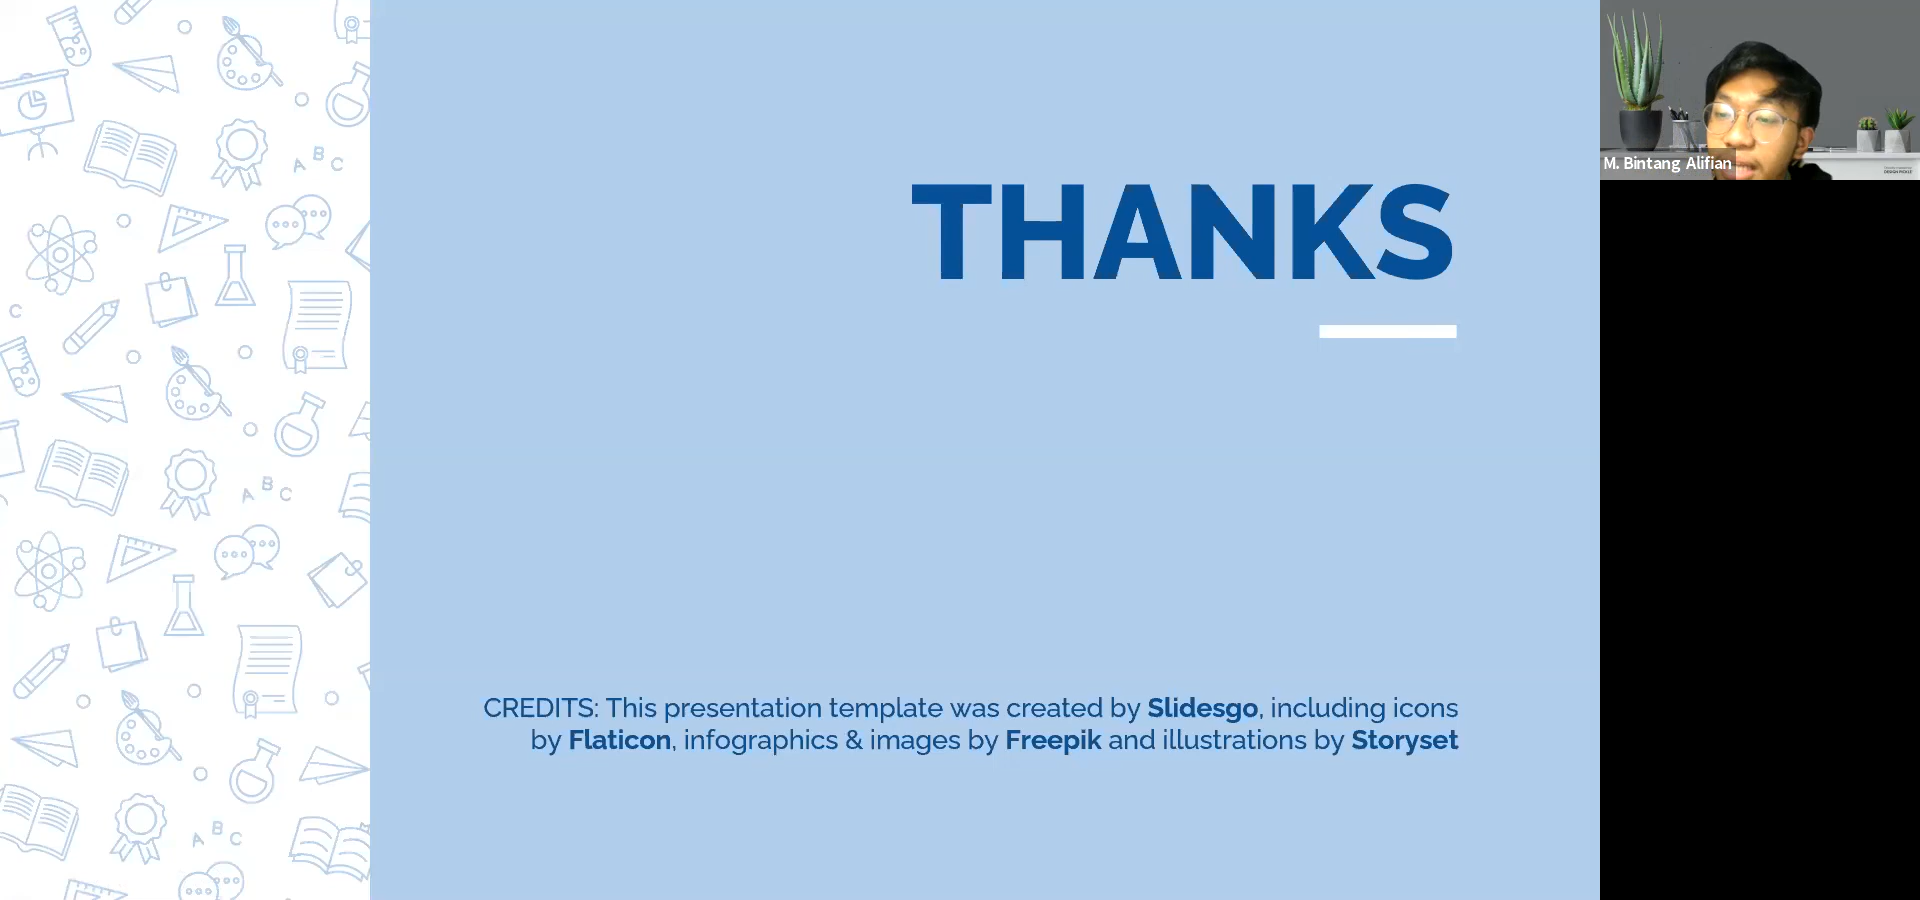 THANKS
CREDITS: This presentation template was created by Slidesgo, including icons
by Flaticon, infographics & images by Freepik and illustrations by Storyset
M. Bintang Alifian
A B C
C
A B C
A B C